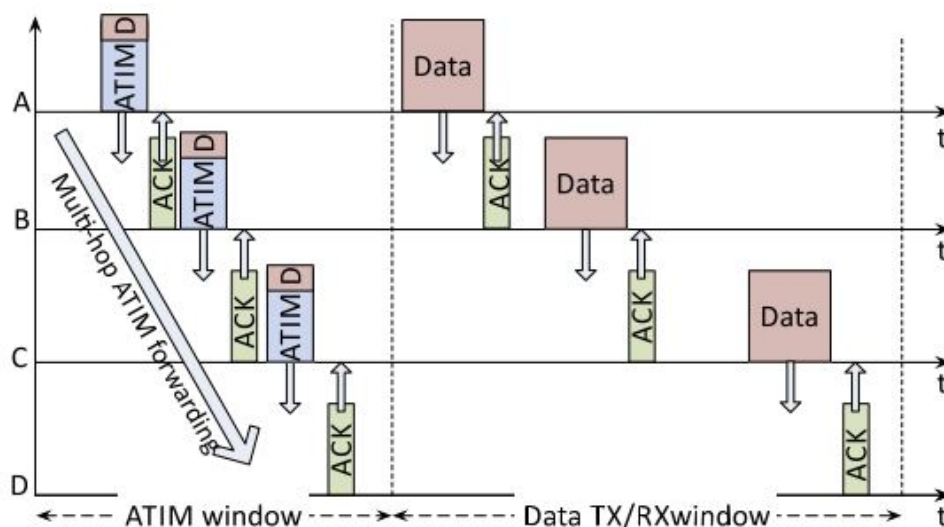 D
ATIM
A
Data
t
ACK
D
ATIM
ACK
Data
B
t
Multi-hop ATIM forwarding
ACK
D
ATIM
ACK
Data
C
t
ACK
ACK
D
t
ATIM window
Data TX/RXwindow